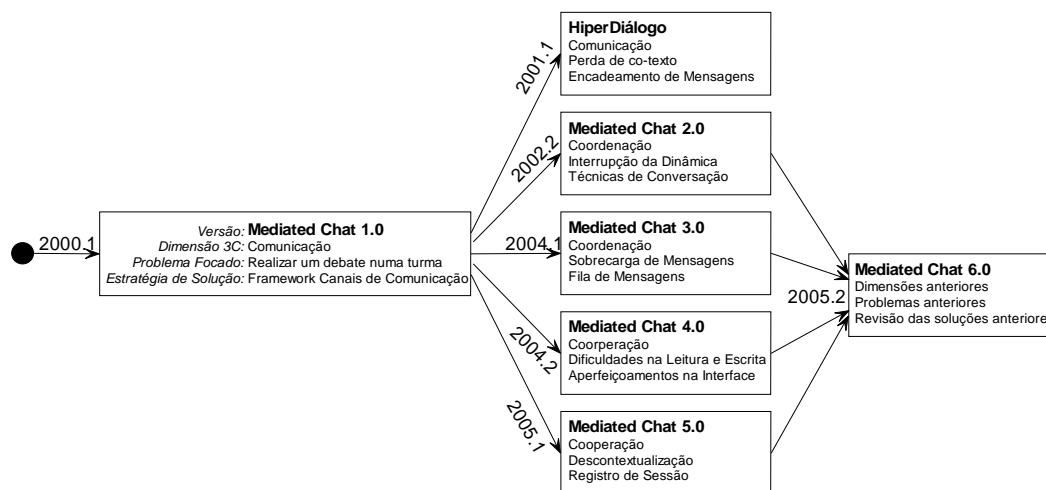 2000.1
Versão: Mediated Chat 1.0
Dimensão 3C: Comunicação
Problema Focado: Realizar um debate numa turma
Estratégia de Solução: Framework Canais de Comunicação
2001.1
HiperDiálogo
Comunicação
Perda de co-texto
Encadeamento de Mensagens
2002.2
Mediated Chat 2.0
Coordenação
Interrupção da Dinâmica
Técnicas de Conversação
2004.1
Mediated Chat 3.0
Coordenação
Sobrecarga de Mensagens
Fila de Mensagens
2004.2
Mediated Chat 4.0
Coorperação
Dificuldades na Leitura e Escrita
Aperfeiçoamentos na Interface
2005.1
Mediated Chat 5.0
Cooperação
Descontextualização
Registro de Sessão
2005.2
Mediated Chat 6.0
Dimensões anteriores
Problemas anteriores
Revisão das soluções anteriore